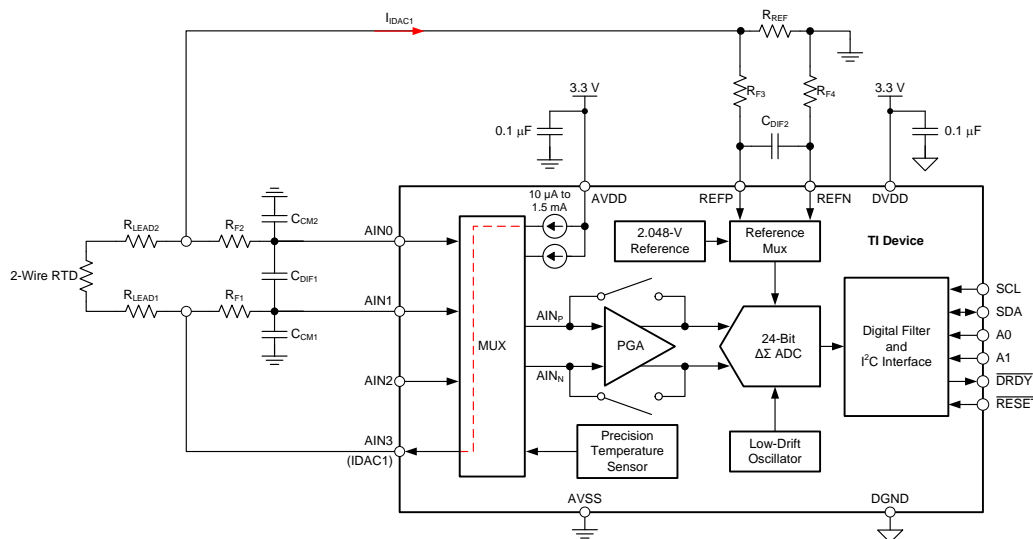 I_IDAC1
R_REF
R_F3
R_F4
3.3 V
3.3 V
0.1 µF
C_DIF2
0.1 µF
10 µA to
1.5 mA
AVDD
REFP
REFN
DVDD
C_CM2
R_LEAD2
R_F2
AIN0
2.048-V
Reference
Reference
Mux
TI Device
2-Wire RTD
C_DIF1
R_LEAD1
R_F1
AIN1
C_CM1
MUX
AIN_P
AIN_N
PGA
24-Bit
ΔΣ ADC
Digital Filter
and
I²C Interface
SCL
SDA
A0
A1
DRDY
RESET
AIN2
AIN3
(IDAC1)
Precision
Temperature
Sensor
Low-Drift
Oscillator
AVSS
DGND